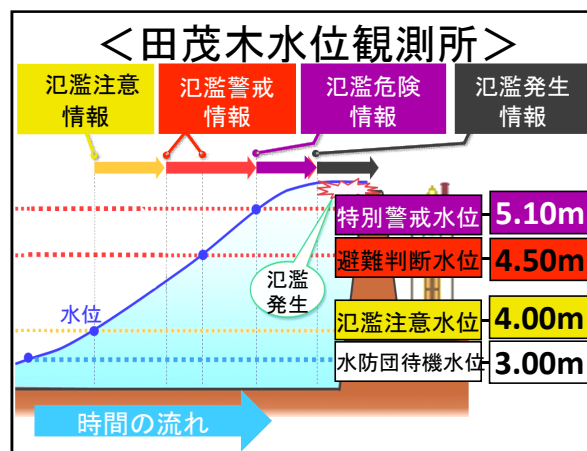 ＜田茂木水位観測所＞
氾濫注意
情報
氾濫警戒
情報
氾濫危険
情報
氾濫発生
情報
特別警戒水位 5.10m
避難判断水位 4.50m
氾濫
発生
水位
氾濫注意水位 4.00m
水防団待機水位 3.00m
時間の流れ